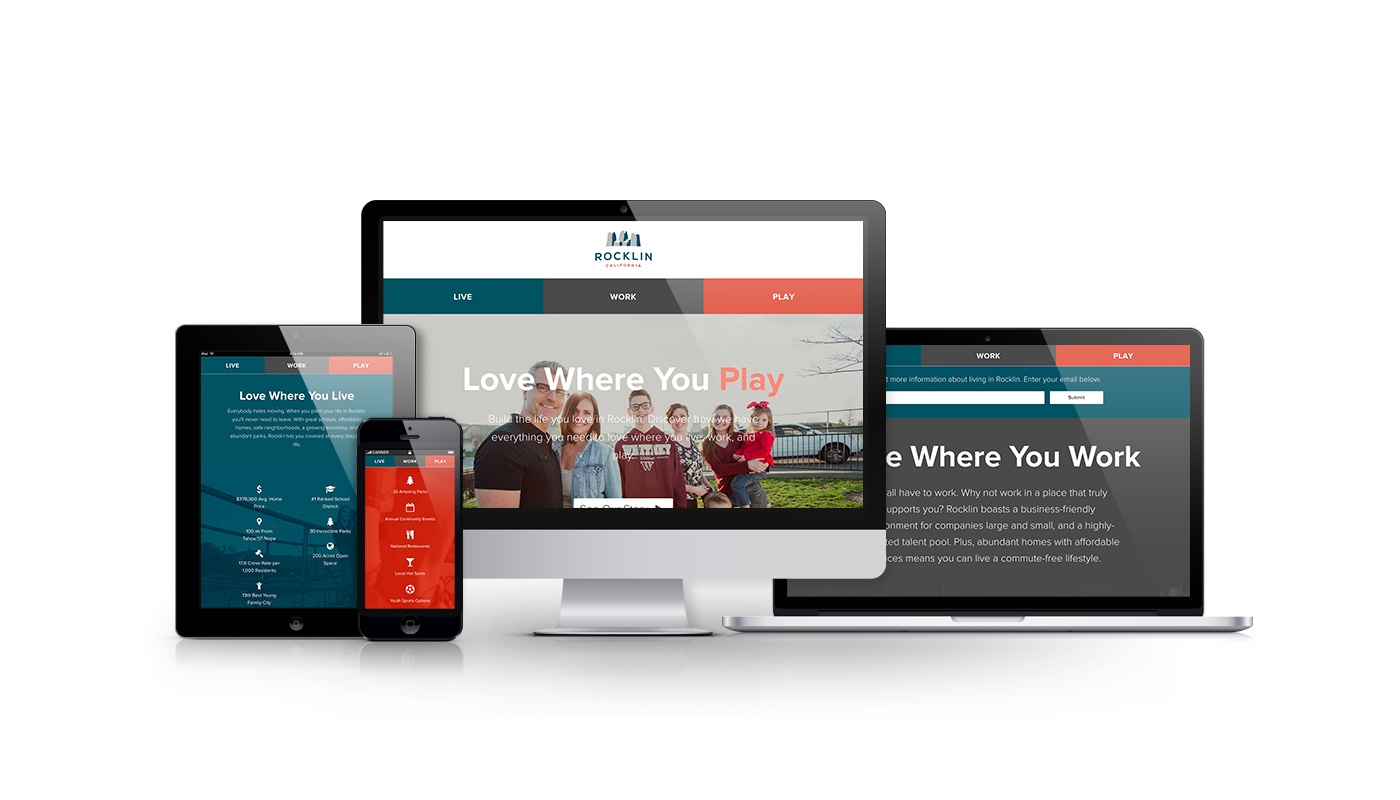 ROCKLIN
CALIFORNIA
LIVE WORK PLAY
Love Where You Play
Build the life you love in Rocklin. Discover how we have
everything you need to love where you live, work, and
play.
See Our Story
WHITNEY
W
iPad
LIVE WORK PLAY
Love Where You Live
Everybody hates moving. When you plant your life in Rocklin,
you'll never need to leave. With great schools, affordable
homes, safe neighborhoods, a growing economy, and
abundant parks, Rocklin has you covered at every stage
life.
$378,300 Avg. Home
Price
#1 Ranked School
District
100 mi From
Tahoe/SF/Napa
30 Incredible Parks
17.8 Crime Rate per
1,000 Residents
200 Acres Open
Space
13th Best Young
Family City
CARRIER
LIVE WORK PLAY
30 Amazing Parks
Annual Community Events
National Restaurants
Local Hot Spots
Youth Sports Options
WORK PLAY
t more information about living in Rocklin. Enter your email below.
Submit
e Where You Work
all have to work. Why not work in a place that truly
supports you? Rocklin boasts a business-friendly
onment for companies large and small, and a highly-
ted talent pool. Plus, abundant homes with affordable
ices means you can live a commute-free lifestyle.